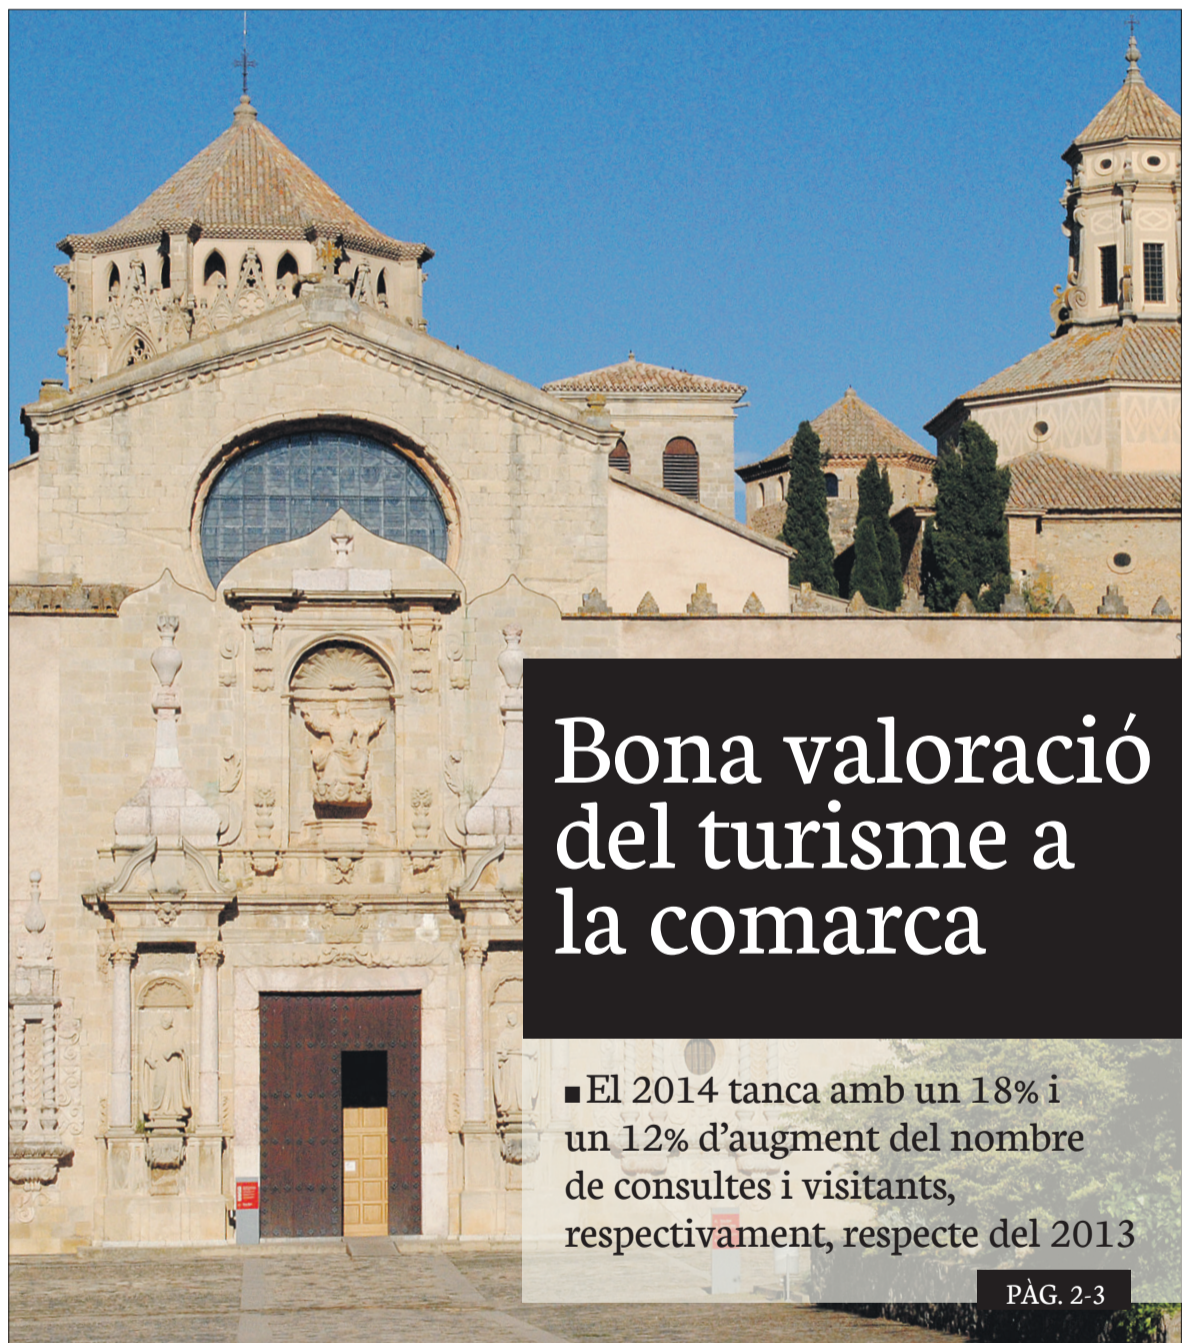 Bona valoració
del turisme a
la comarca
■ El 2014 tanca amb un 18% i
un 12% d’augment del nombre
de consultes i visitants,
respectivament, respecte del 2013
PÀG. 2-3